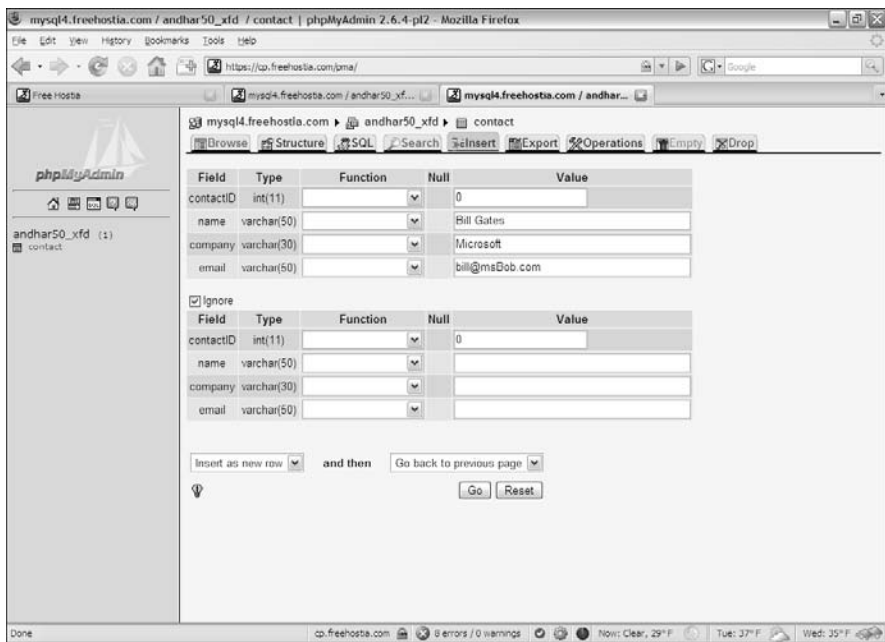 mysql4.freehostia.com / andhar50_xfd / contact | phpMyAdmin 2.6.4-pl2 - Mozilla Firefox
File Edit View History Bookmarks Tools Help
https://cp.freehostia.com/pma/
Google
Free Hostia
mysql4.freehostia.com / andhar50_xf...
mysql4.freehostia.com / andhar...
phpMyAdmin
andhar50_xfd (1)
contact
mysql4.freehostia.com ▸ andhar50_xfd ▸ contact
Browse Structure SQL Search Insert Export Operations Empty Drop
Field Type Function Null Value
contactID int(11) 0
name varchar(50) Bill Gates
company varchar(30) Microsoft
email varchar(50) bill@msBob.com
Ignore
Field Type Function Null Value
contactID int(11) 0
name varchar(50)
company varchar(30)
email varchar(50)
Insert as new row and then Go back to previous page
Go Reset
Done cp.freehostia.com 8 errors / 0 warnings Now: Clear, 29° F Tue: 37° F Wed: 35° F